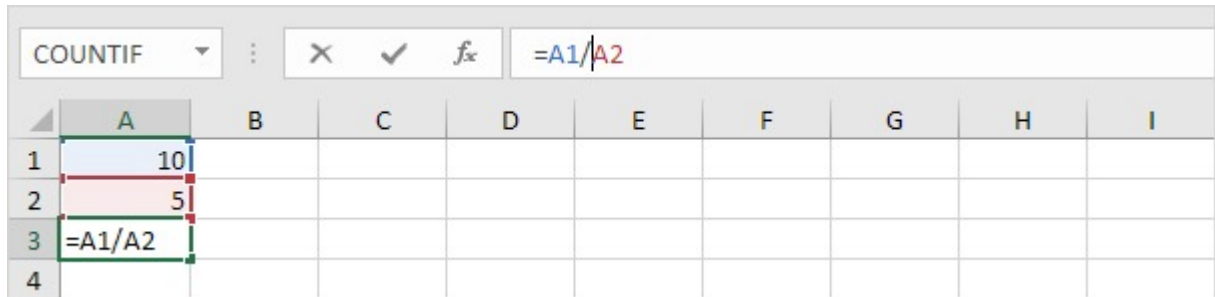 COUNTIF fx =A1/A2
A B C D E F G H I
1 10
2 5
3 =A1/A2
4